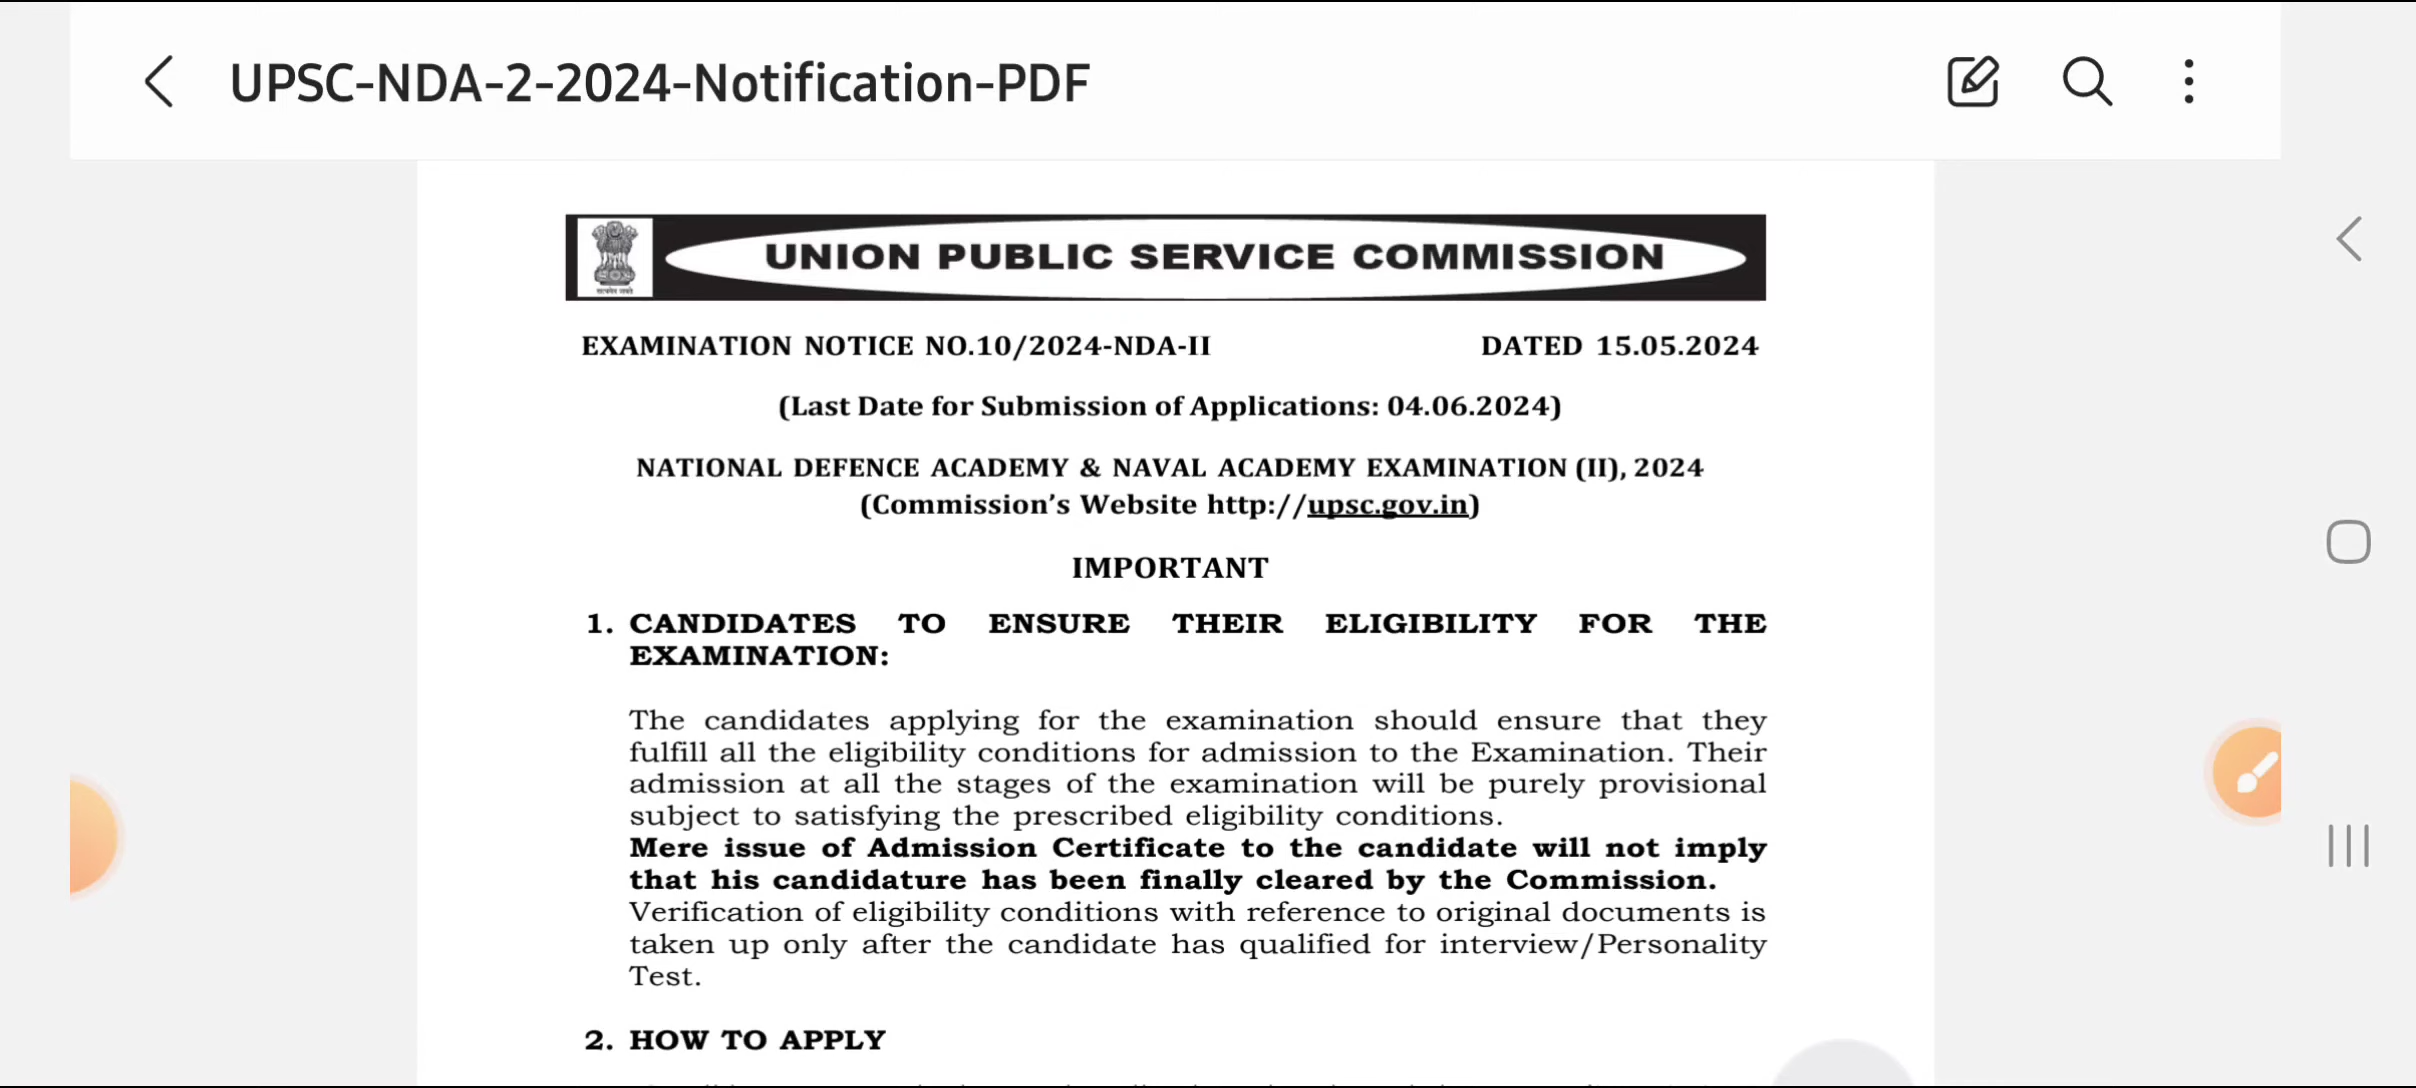 UPSC-NDA-2-2024-Notification-PDF
UNION PUBLIC SERVICE COMMISSION
सत्यमेव जयते
EXAMINATION NOTICE NO.10/2024-NDA-II DATED 15.05.2024
(Last Date for Submission of Applications: 04.06.2024)
NATIONAL DEFENCE ACADEMY & NAVAL ACADEMY EXAMINATION (II), 2024
(Commission’s Website http://upsc.gov.in)
IMPORTANT
1. CANDIDATES TO ENSURE THEIR ELIGIBILITY FOR THE
EXAMINATION:
The candidates applying for the examination should ensure that they
fulfill all the eligibility conditions for admission to the Examination. Their
admission at all the stages of the examination will be purely provisional
subject to satisfying the prescribed eligibility conditions.
Mere issue of Admission Certificate to the candidate will not imply
that his candidature has been finally cleared by the Commission.
Verification of eligibility conditions with reference to original documents is
taken up only after the candidate has qualified for interview/Personality
Test.
2. HOW TO APPLY